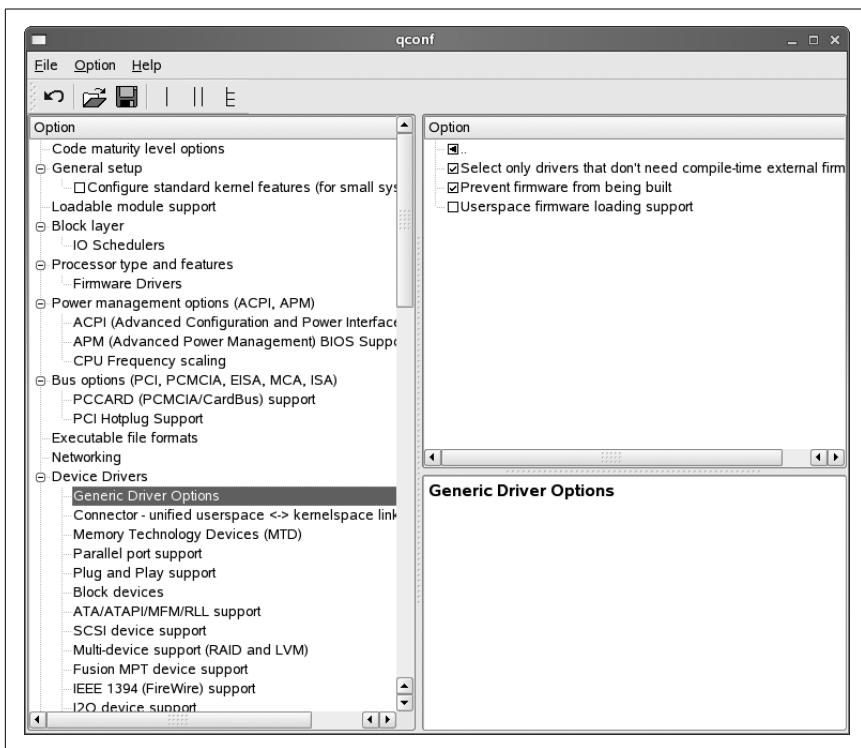 qconf
File Option Help
Option
Code maturity level options
General setup
Configure standard kernel features (for small sys
Loadable module support
Block layer
IO Schedulers
Processor type and features
Firmware Drivers
Power management options (ACPI, APM)
ACPI (Advanced Configuration and Power Interface
APM (Advanced Power Management) BIOS Suppo
CPU Frequency scaling
Bus options (PCI, PCMCIA, EISA, MCA, ISA)
PCCARD (PCMCIA/CardBus) support
PCI Hotplug Support
Executable file formats
Networking
Device Drivers
Generic Driver Options
Connector - unified userspace <-> kernelspace link
Memory Technology Devices (MTD)
Parallel port support
Plug and Play support
Block devices
ATA/ATAPI/MFM/RLL support
SCSI device support
Multi-device support (RAID and LVM)
Fusion MPT device support
IEEE 1394 (FireWire) support
I2O device support
Option
..
Select only drivers that don't need compile-time external firm
Prevent firmware from being built
Userspace firmware loading support
Generic Driver Options